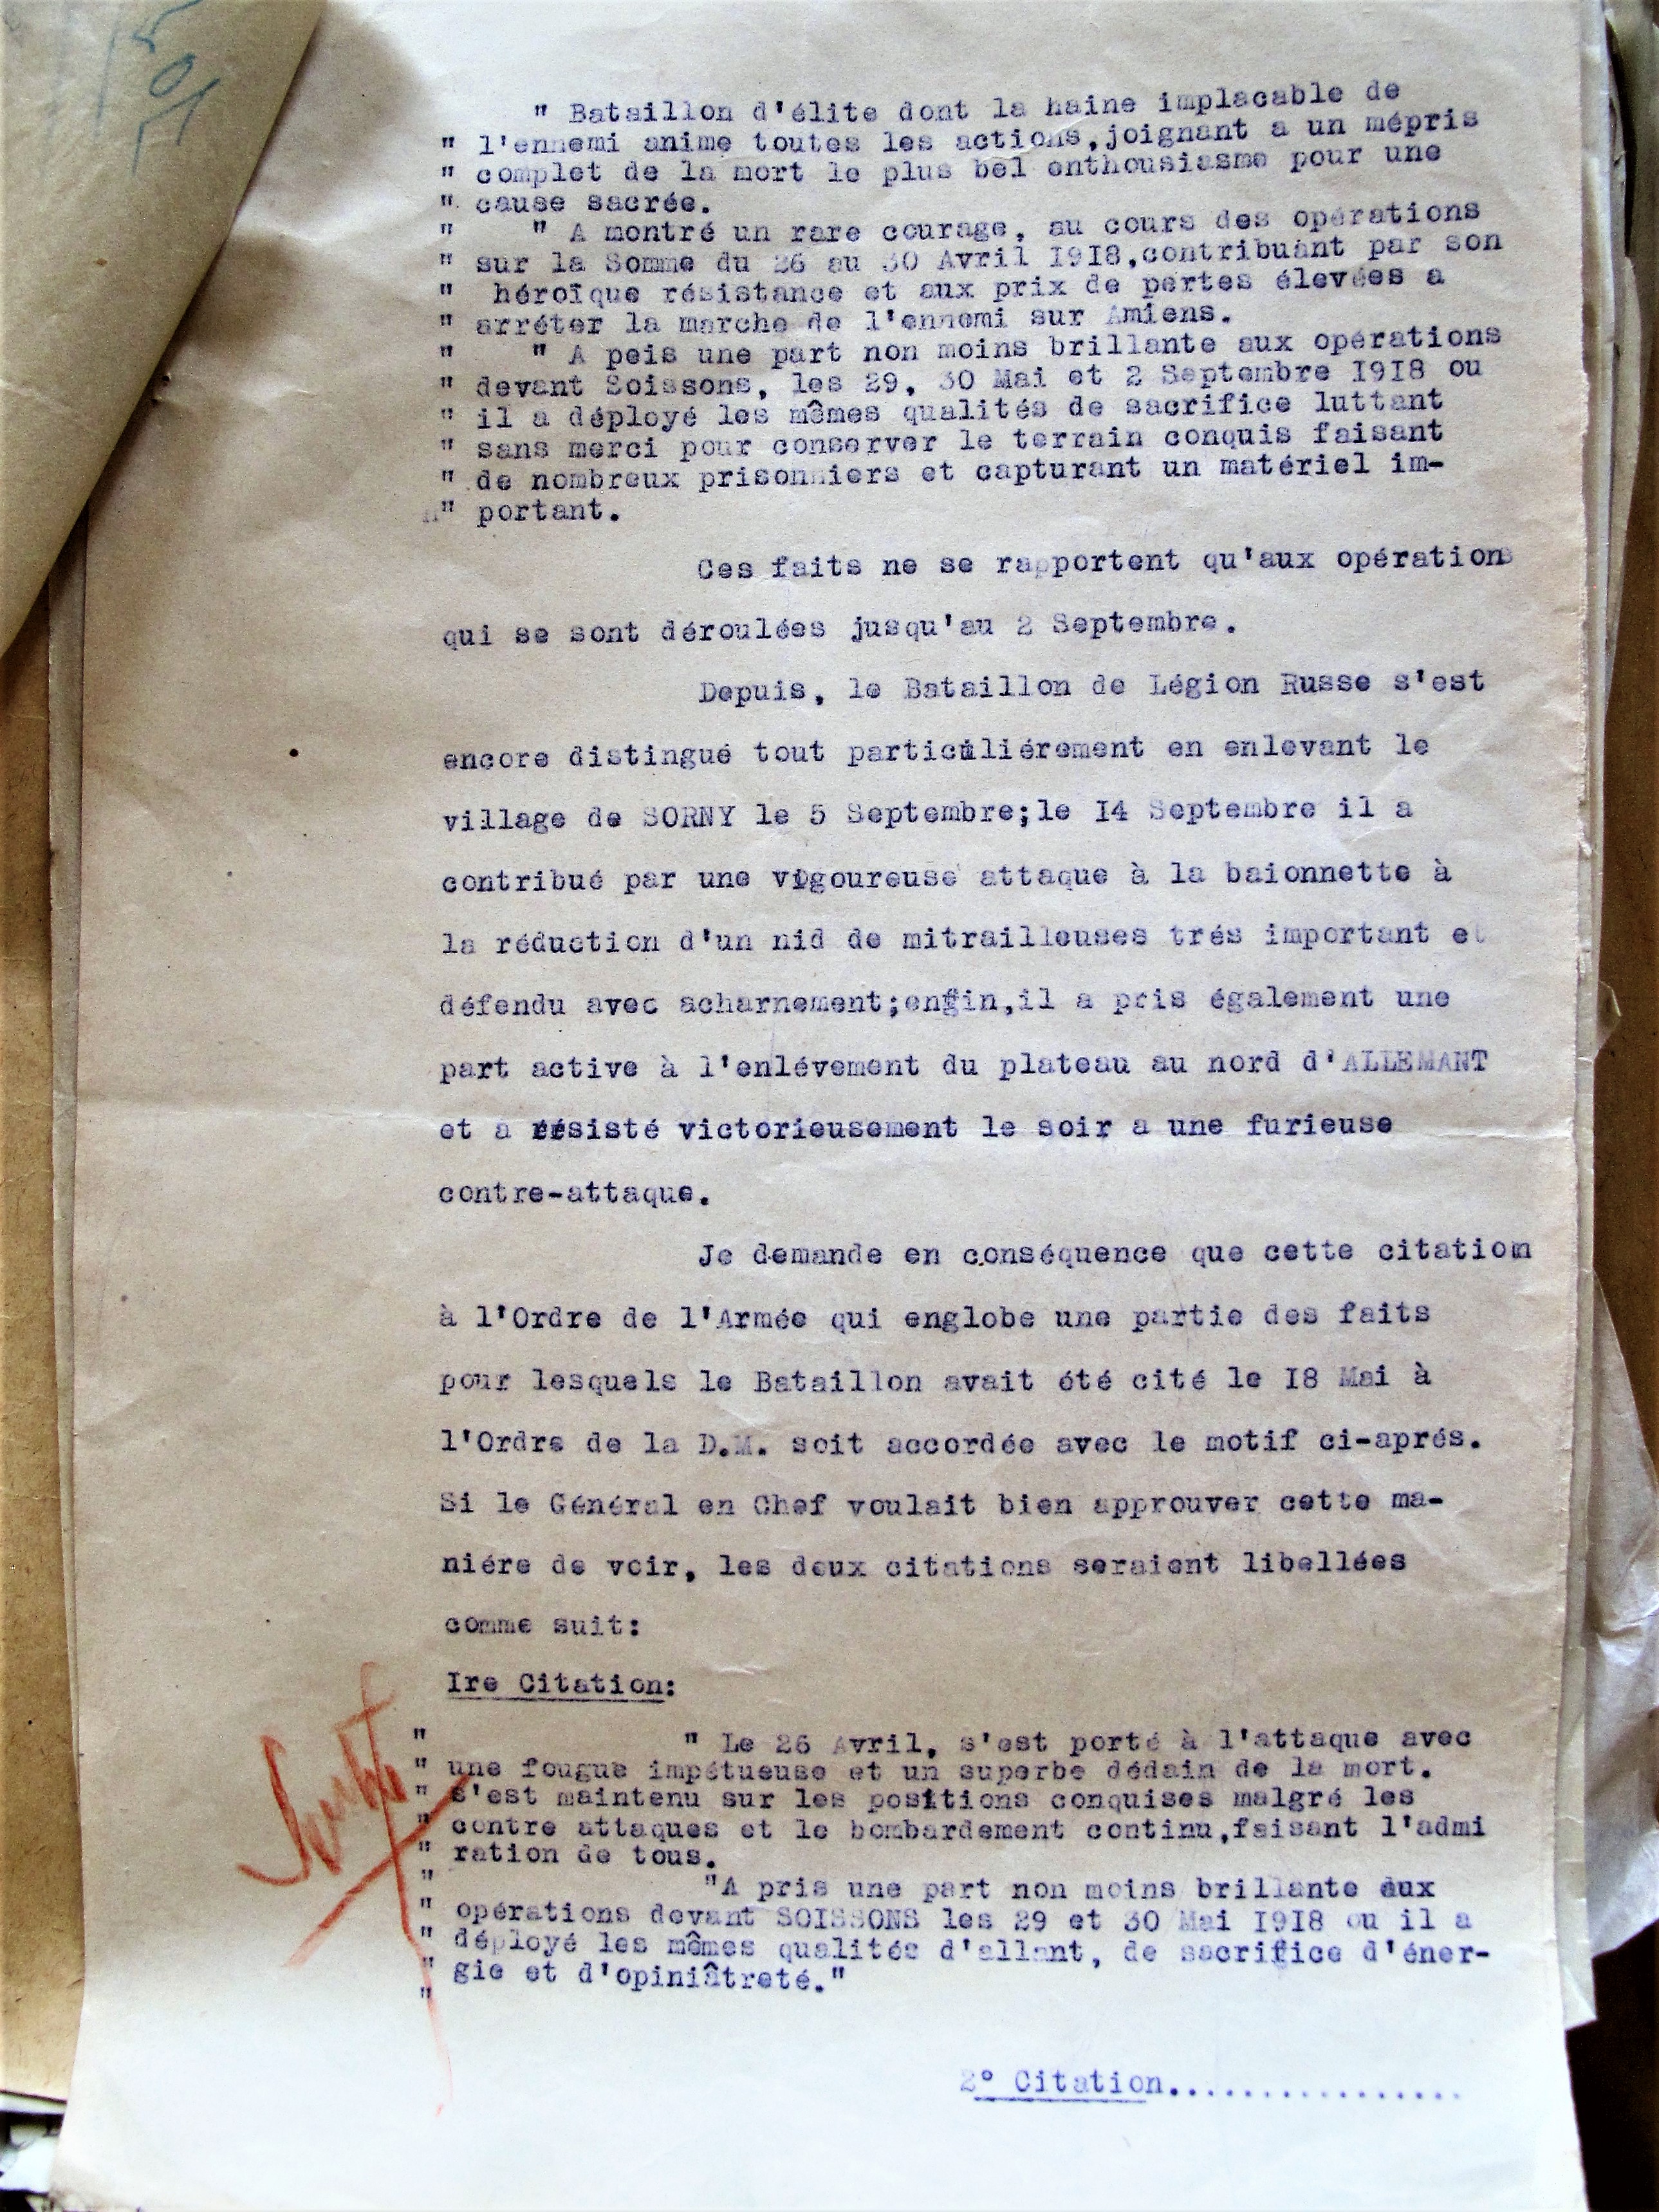 " Bataillon d'élite dont la haine implacable de
" l'ennemi anime toutes les actions,joignant a un mépris
" complet de la mort le plus bel enthousiasme pour une
" cause sacrée.
" " A montré un rare courage, au cours des opérations
" sur la Somme du 26 au 30 Avril I9I8,contribuant par son
" héroïque résistance et aux prix de pertes élevées a
" arréter la marche de l'ennemi sur Amiens.
" " A peis une part non moins brillante aux opérations
" devant Soissons, les 29, 30 Mai et 2 Septembre I9I8 ou
" il a déployé les mêmes qualités de sacrifice luttant
" sans merci pour conserver le terrain conquis faisant
" de nombreux prisonniers et capturant un matériel im-
" portant.
Ces faits ne se rapportent qu'aux opérations
qui se sont déroulées jusqu'au 2 Septembre.
Depuis, le Bataillon de Légion Russe s'est
encore distingué tout particuliérement en enlevant le
village de SORNY le 5 Septembre;le I4 Septembre il a
contribué par une vigoureuse attaque à la baionnette à
la réduction d'un nid de mitrailleuses trés important et
défendu avec acharnement;enfin,il a pris également une
part active à l'enlévement du plateau au nord d'ALLEMANT
et a résisté victorieusement le soir a une furieuse
contre-attaque.
Je demande en conséquence que cette citation
à l'Ordre de l'Armée qui englobe une partie des faits
pour lesquels le Bataillon avait été cité le I8 Mai à
l'Ordre de la D.M. soit accordée avec le motif ci-aprés.
Si le Général en Chef voulait bien approuver cette ma-
niére de voir, les deux citations seraient libellées
comme suit:
Ire Citation:
" " Le 26 Avril, s'est porté à l'attaque avec
" une fougue impétueuse et un superbe dédain de la mort.
" s'est maintenu sur les positions conquises malgré les
" contre attaques et le bombardement continu,faisant l'admi
" ration de tous.
" "A pris une part non moins brillante aux
" opérations devant SOISSONS les 29 et 30 Mai I9I8 ou il a
" déployé les mêmes qualités d'allant, de sacrifice d'éner-
" gie et d'opiniâtreté."
"
2° Citation................